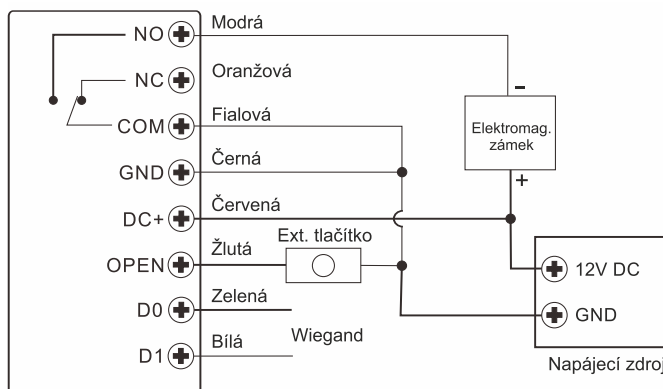 NO Modrá
NC Oranžová
COM Fialová
GND Černá
DC+ Červená
OPEN Žlutá
D0 Zelená
D1 Bílá
Ext. tlačítko
Wiegand
-
Elektromag.
zámek
+
12V DC
GND
Napájecí zdroj